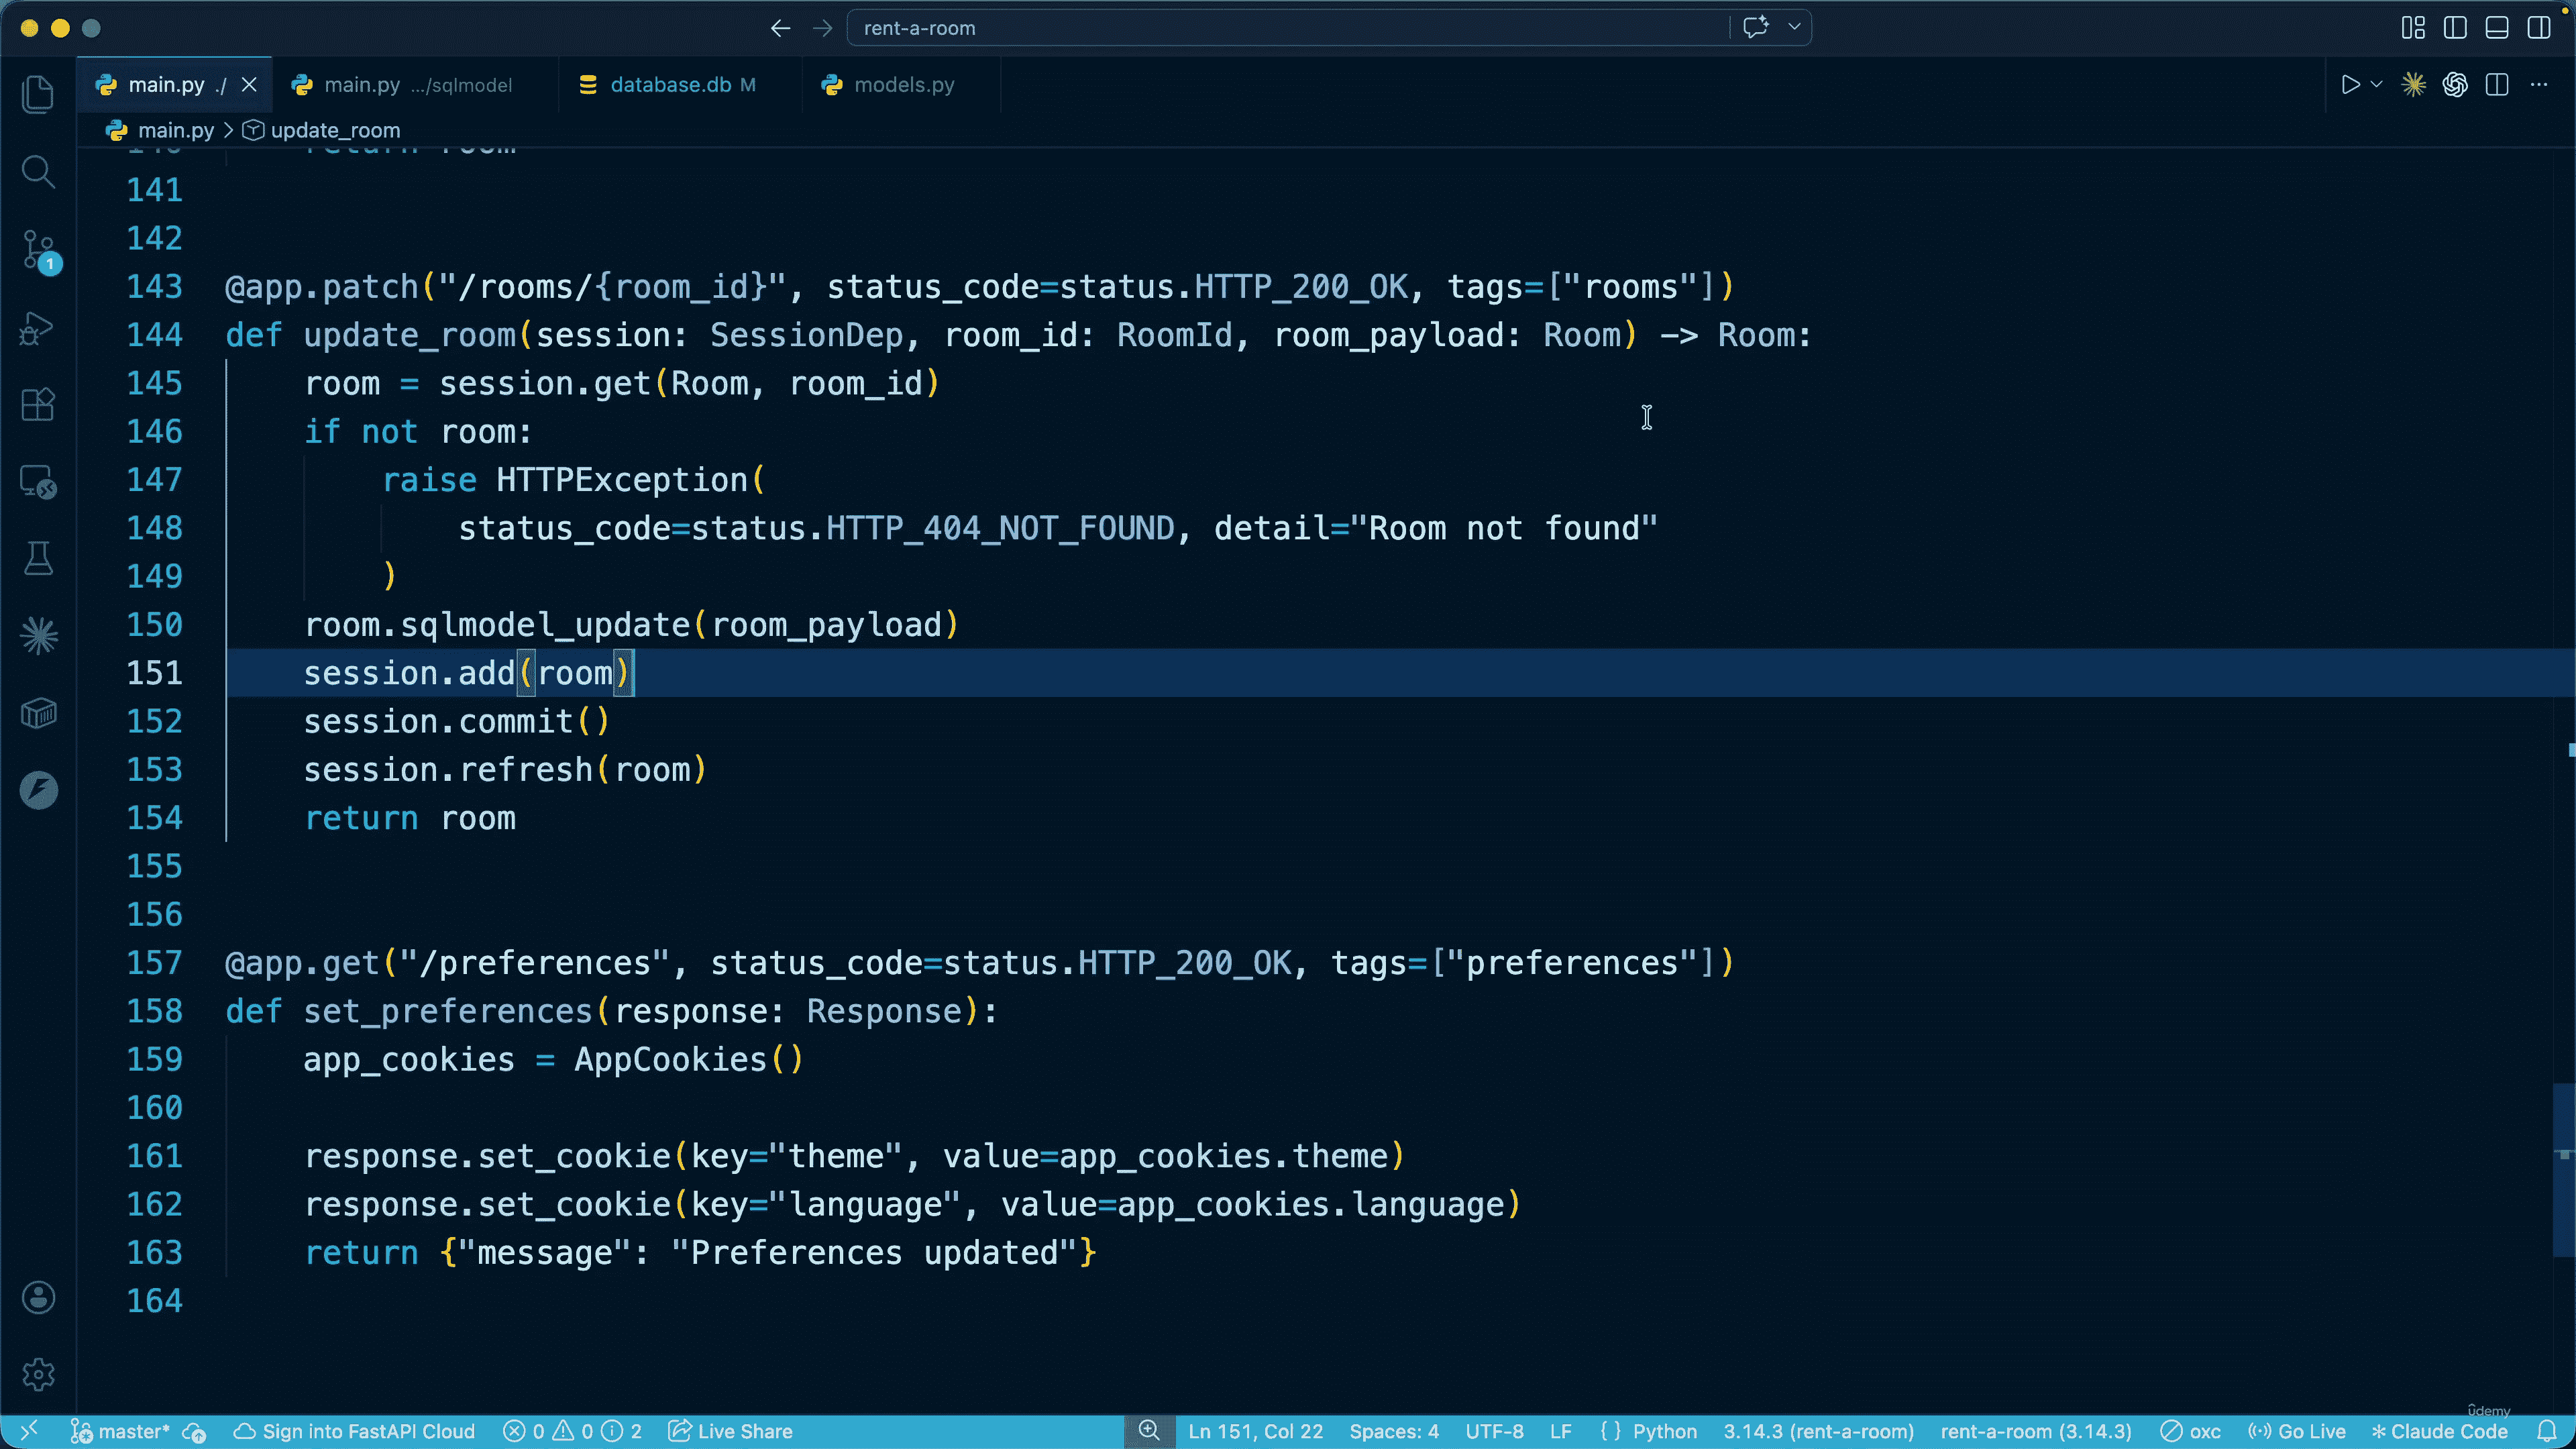 rent-a-room
main.py ./
main.py .../sqlmodel
database.db M
models.py
main.py > update_room
140 return room
141
142
143 @app.patch("/rooms/{room_id}", status_code=status.HTTP_200_OK, tags=["rooms"])
144 def update_room(session: SessionDep, room_id: RoomId, room_payload: Room) -> Room:
145 room = session.get(Room, room_id)
146 if not room:
147 raise HTTPException(
148 status_code=status.HTTP_404_NOT_FOUND, detail="Room not found"
149 )
150 room.sqlmodel_update(room_payload)
151 session.add(room)
152 session.commit()
153 session.refresh(room)
154 return room
155
156
157 @app.get("/preferences", status_code=status.HTTP_200_OK, tags=["preferences"])
158 def set_preferences(response: Response):
159 app_cookies = AppCookies()
160
161 response.set_cookie(key="theme", value=app_cookies.theme)
162 response.set_cookie(key="language", value=app_cookies.language)
163 return {"message": "Preferences updated"}
164
1
udemy
master* Sign into FastAPI Cloud 0 0 2 Live Share Ln 151, Col 22 Spaces: 4 UTF-8 LF { } Python 3.14.3 (rent-a-room) rent-a-room (3.14.3) oxc Go Live Claude Code